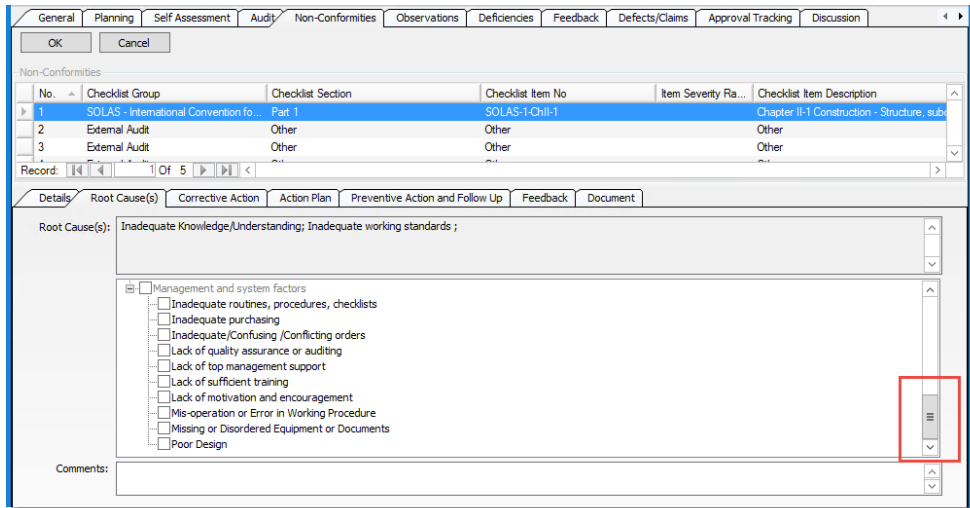 General Planning Self Assessment Audit Non-Conformities Observations Deficiencies Feedback Defects/Claims Approval Tracking Discussion
OK Cancel
Non-Conformities
No. Checklist Group Checklist Section Checklist Item No Item Severity Ra... Checklist Item Description
1 SOLAS - International Convention fo... Part 1 SOLAS-1-ChII-1 Chapter II-1 Construction - Structure, subd
2 External Audit Other Other Other
3 External Audit Other Other Other
Record: 1 Of 5
Details Root Cause(s) Corrective Action Action Plan Preventive Action and Follow Up Feedback Document
Root Cause(s): Inadequate Knowledge/Understanding; Inadequate working standards ;
Management and system factors
Inadequate routines, procedures, checklists
Inadequate purchasing
Inadequate/Confusing /Conflicting orders
Lack of quality assurance or auditing
Lack of top management support
Lack of sufficient training
Lack of motivation and encouragement
Mis-operation or Error in Working Procedure
Missing or Disordered Equipment or Documents
Poor Design
Comments: